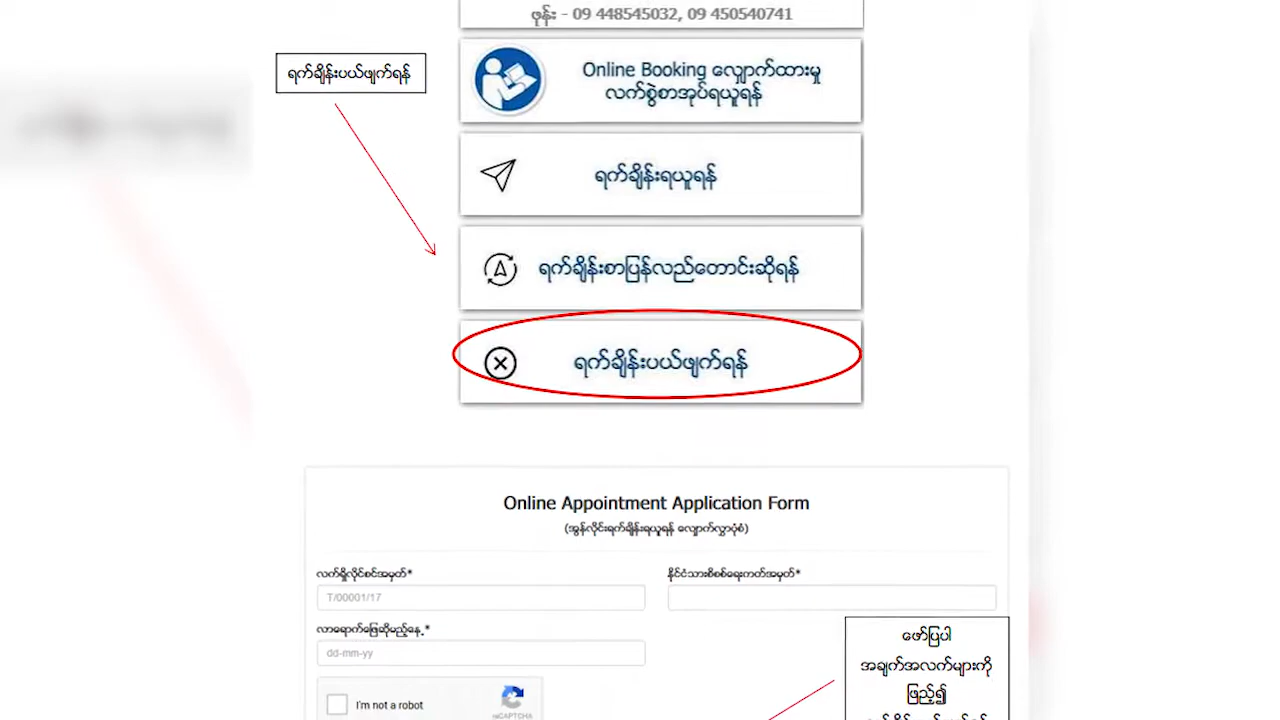 ဖုန်း - 09 448545032, 09 450540741
ရက်ချိန်းပယ်ဖျက်ရန်
Online Booking လျှောက်ထားမှု
လက်စွဲစာအုပ်ရယူရန်
ရက်ချိန်းရယူရန်
ရက်ချိန်းစာပြန်လည်တောင်းဆိုရန်
ရက်ချိန်းပယ်ဖျက်ရန်
Online Appointment Application Form
(အွန်လိုင်းရက်ချိန်းရယူရန် လျှောက်လွှာပုံစံ)
လက်ရှိလိုင်စင်အမှတ်*
နိုင်ငံသားစိစစ်ရေးကတ်အမှတ်*
T/00001/17
လာရောက်ဖြေဆိုမည့်နေ့*
dd-mm-yy
I'm not a robot
reCAPTCHA
ဖော်ပြပါ
အချက်အလက်များကို
ဖြည့်၍